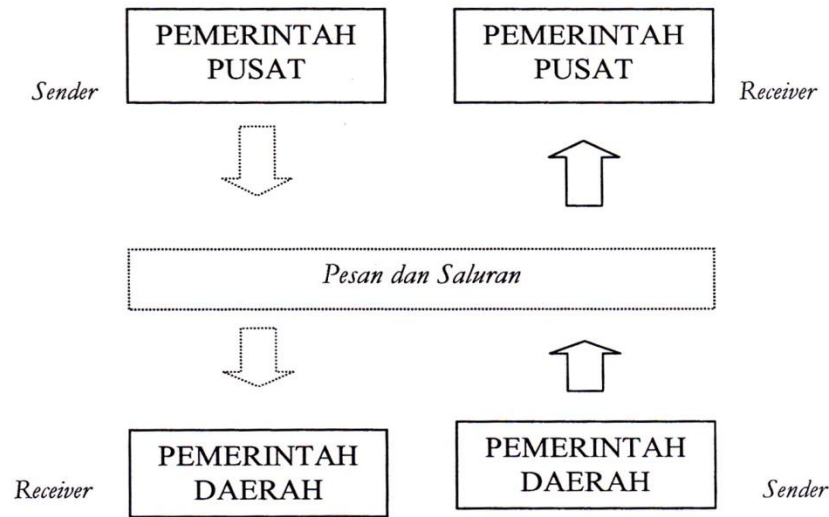 PEMERINTAH
PUSAT
PEMERINTAH
PUSAT
Sender
Receiver
Pesan dan Saluran
PEMERINTAH
DAERAH
PEMERINTAH
DAERAH
Receiver
Sender